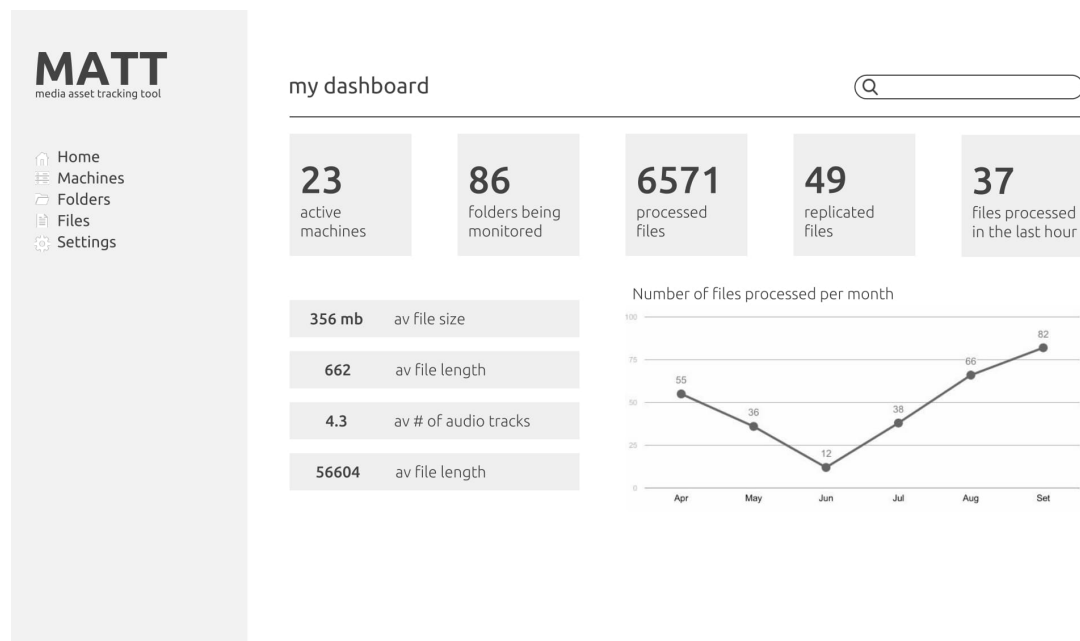 MATT
media asset tracking tool
Home
Machines
Folders
Files
Settings
my dashboard
23
active
machines
86
folders being
monitored
6571
processed
files
49
replicated
files
37
files processed
in the last hour
356 mb av file size
662 av file length
4.3 av # of audio tracks
56604 av file length
Number of files processed per month
100
75
50
25
0
55
36
12
38
66
82
Apr May Jun Jul Aug Set